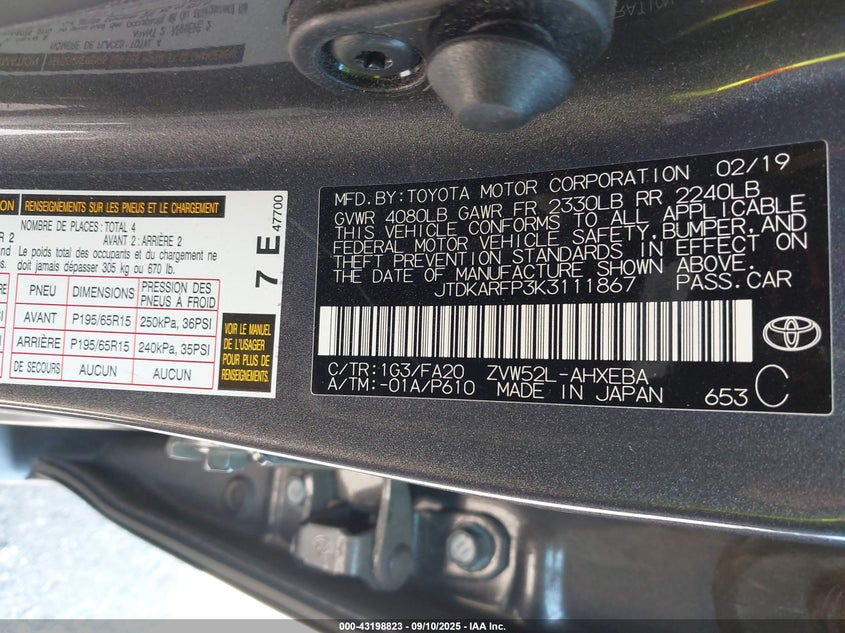 ION RENSEIGNEMENTS SUR LES PNEUS ET LE CHARGEMENT
NOMBRE DE PLACES: TOTAL 4
R 2 AVANT 2 : ARRIÈRE 2
and Le poids total des occupants et du chargement ne
s. doit jamais dépasser 305 kg ou 670 lb.
PNEU DIMENSIONS PRESSION DES PNEUS À FROID
AVANT P195/65R15 250kPa, 36PSI
ARRIÈRE P195/65R15 240kPa, 35PSI
DE SECOURS AUCUN AUCUN
7 E 47700
VOIR LE MANUEL
DE L'USAGER
POUR PLUS DE
RENSEIGNEMENTS.
MFD.BY:TOYOTA MOTOR CORPORATION 02/19
GVWR 4080LB GAWR FR 2330LB RR 2240LB
THIS VEHICLE CONFORMS TO ALL APPLICABLE
FEDERAL MOTOR VEHICLE SAFETY,BUMPER,AND
THEFT PREVENTION STANDARDS IN EFFECT ON
THE DATE OF MANUFACTURE SHOWN ABOVE.
JTDKARFP3K3111867 PASS.CAR
C/TR:1G3/FA20 ZVW52L-AHXEBA
A/TM:-01A/P610 MADE IN JAPAN 653 C
000-43198823 - 09/10/2025 - IAA Inc.